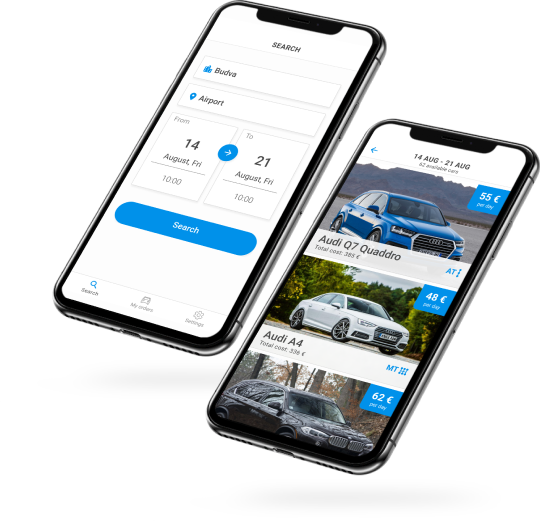 SEARCH
Budva
Airport
From
14
August, Fri
10:00
To
21
August, Fri
10:00
Search
Search
My orders
Settings
14 AUG - 21 AUG
62 available cars
55 €
per day
Audi Q7 Quaddro
Total cost: 385 €
AT
48 €
per day
Audi A4
Total cost: 336 €
MT
62 €
per day